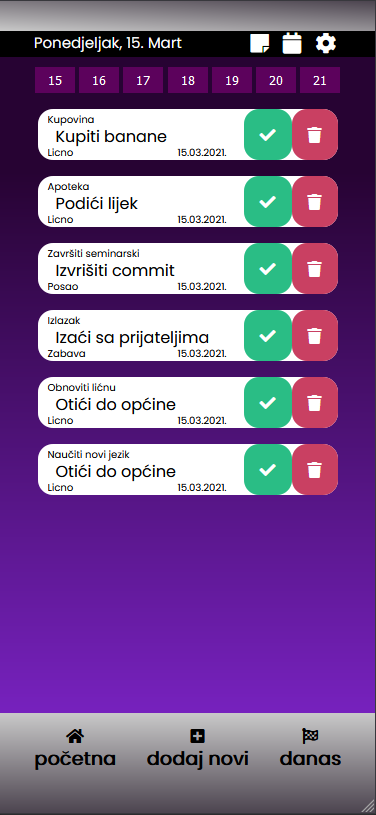 Ponedjeljak, 15. Mart
15 16 17 18 19 20 21
Kupovina
Kupiti banane
Licno 15.03.2021.
Apoteka
Podići lijek
Licno 15.03.2021.
Završiti seminarski
Izvrišiti commit
Posao 15.03.2021.
Izlazak
Izaći sa prijateljima
Zabava 15.03.2021.
Obnoviti lićnu
Otići do općine
Licno 15.03.2021.
Naučiti novi jezik
Otići do općine
Licno 15.03.2021.
početna dodaj novi danas